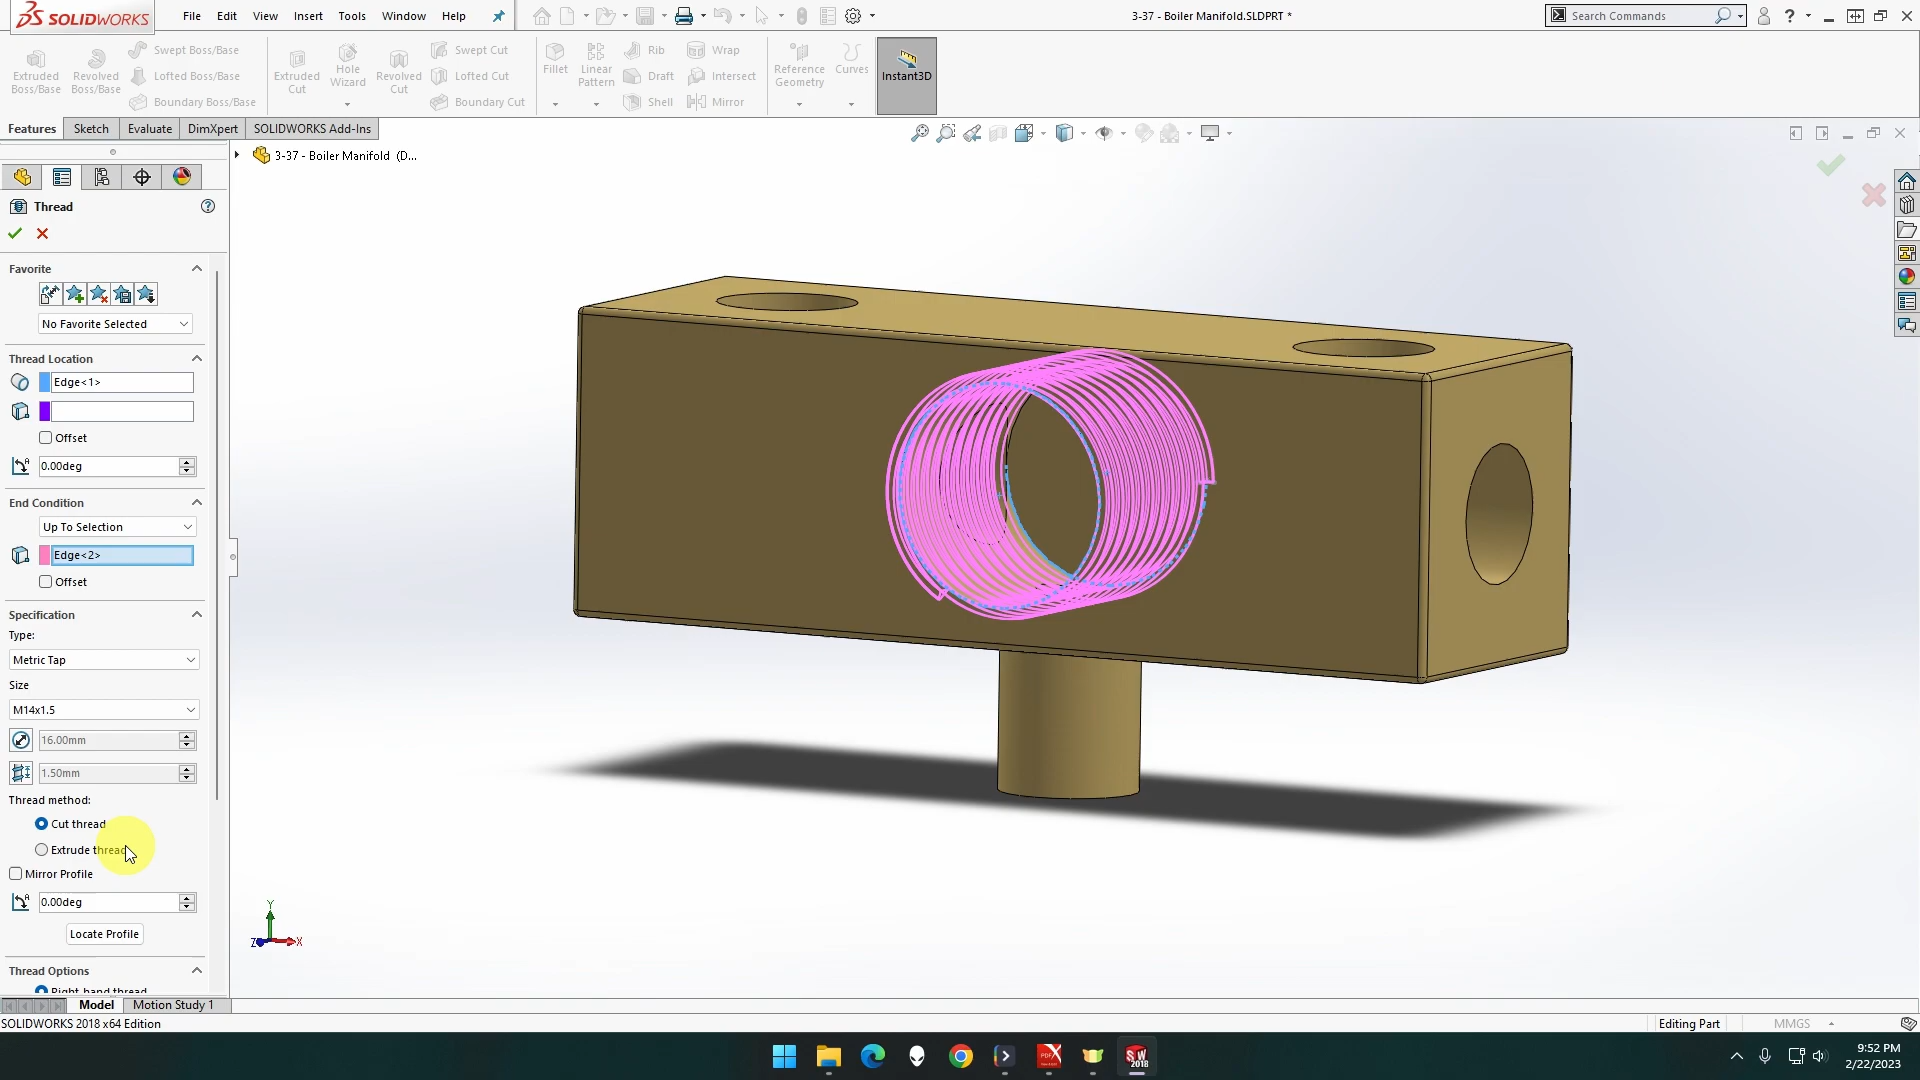 SOLIDWORKS
File Edit View Insert Tools Window Help
3-37 - Boiler Manifold.SLDPRT *
Search Commands
Extruded Boss/Base
Revolved Boss/Base
Swept Boss/Base
Lofted Boss/Base
Boundary Boss/Base
Extruded Cut
Hole Wizard
Revolved Cut
Swept Cut
Lofted Cut
Boundary Cut
Fillet
Linear Pattern
Rib
Draft
Shell
Wrap
Intersect
Mirror
Reference Geometry
Curves
Instant3D
Features Sketch Evaluate DimXpert SOLIDWORKS Add-Ins
3-37 - Boiler Manifold (D...
Thread
Favorite
No Favorite Selected
Thread Location
Edge<1>
Offset
0.00deg
End Condition
Up To Selection
Edge<2>
Offset
Specification
Type:
Metric Tap
Size
M14x1.5
16.00mm
1.50mm
Thread method:
Cut thread
Extrude thread
Mirror Profile
0.00deg
Locate Profile
Thread Options
Right-hand thread
Y
Z X
Model Motion Study 1
SOLIDWORKS 2018 x64 Edition
Editing Part
MMGS
SW 2018
9:52 PM
2/22/2023